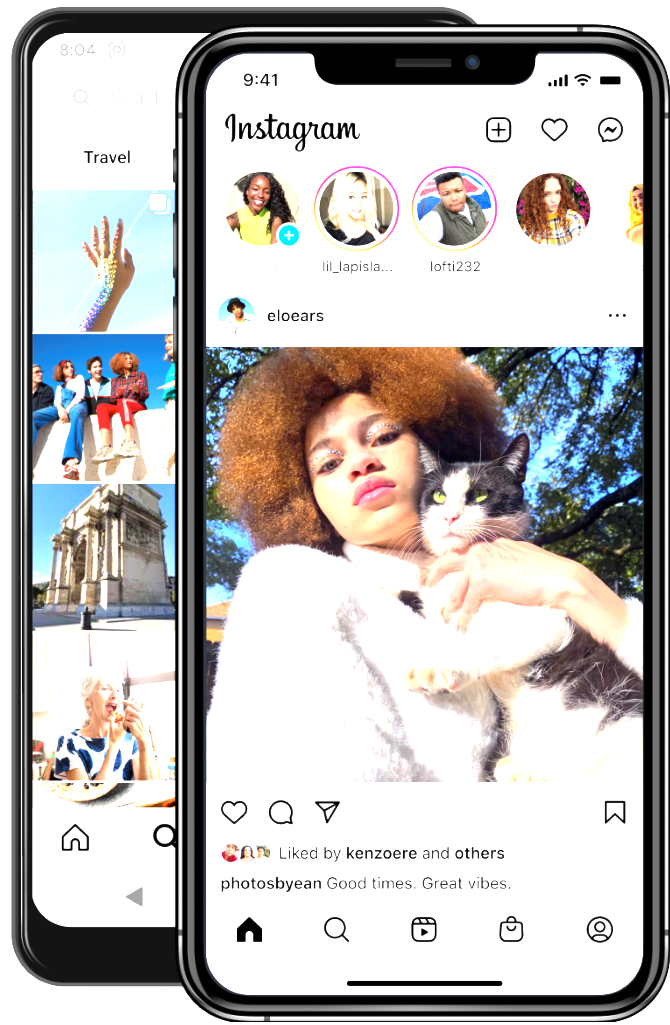 8:04
Travel
9:41
Instagram
lil_lapisla...
lofti232
eloears
Liked by kenzoere and others
photosbyean Good times. Great vibes.